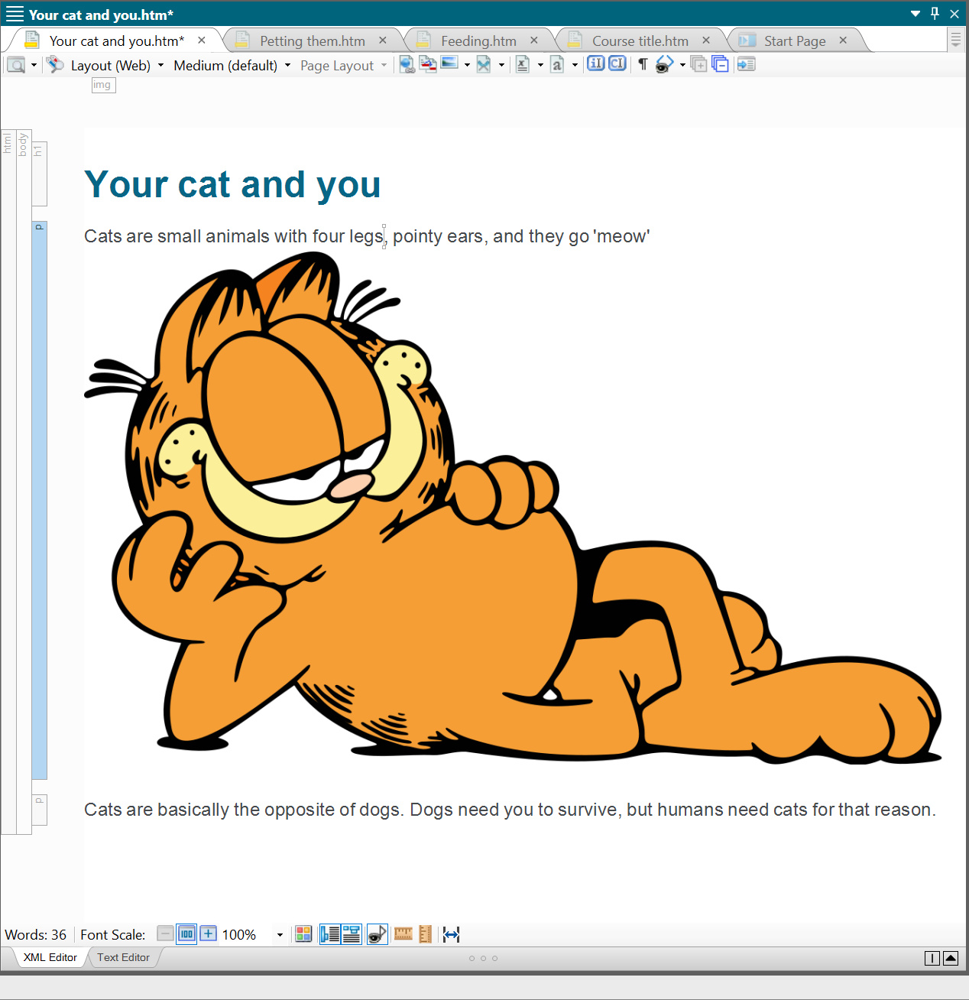 Your cat and you.htm*
Your cat and you.htm* Petting them.htm Feeding.htm Course title.htm Start Page
Layout (Web) Medium (default) Page Layout
img
html
body
h1
Your cat and you
p
Cats are small animals with four legs, pointy ears, and they go 'meow'
p
Cats are basically the opposite of dogs. Dogs need you to survive, but humans need cats for that reason.
Words: 36 Font Scale: 100 100%
XML Editor Text Editor